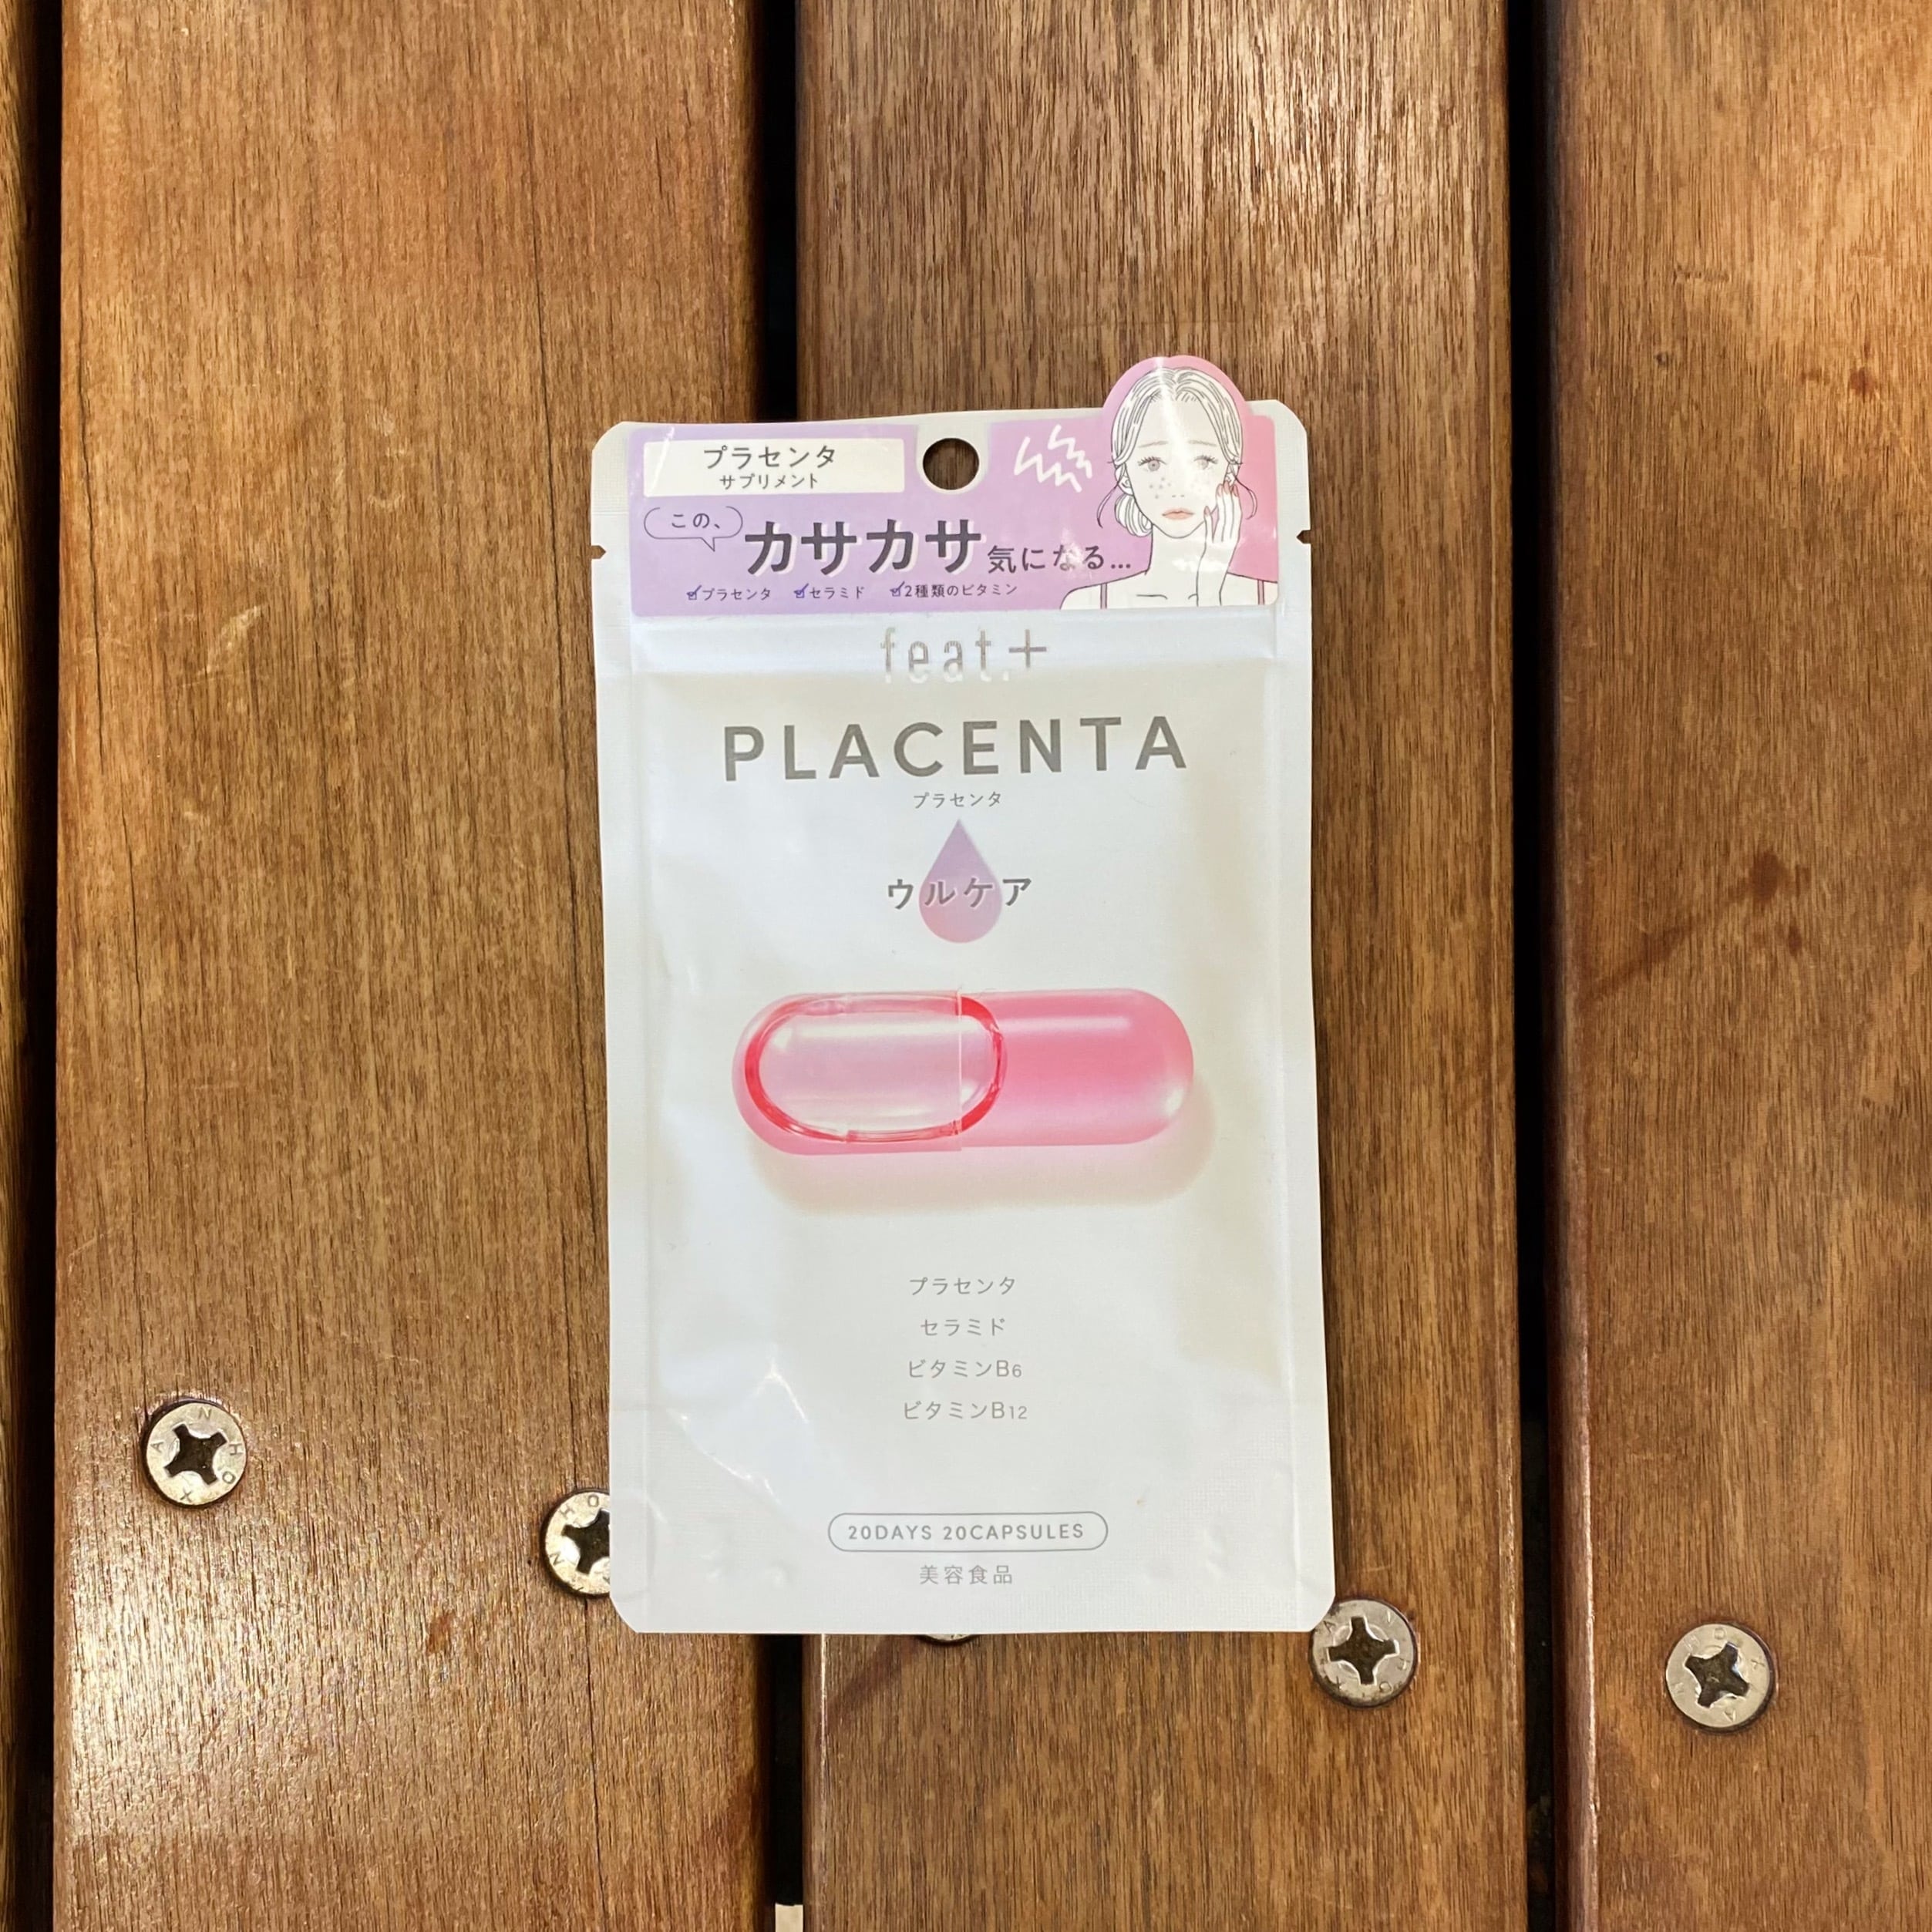 プラセンタ
サプリメント
この、
カサカサ気になる...
プラセンタ セラミド 2種類のビタミン
feat.+
PLACENTA
プラセンタ
ウルケア
プラセンタ
セラミド
ビタミンB6
ビタミンB12
20DAYS 20CAPSULES
美容食品